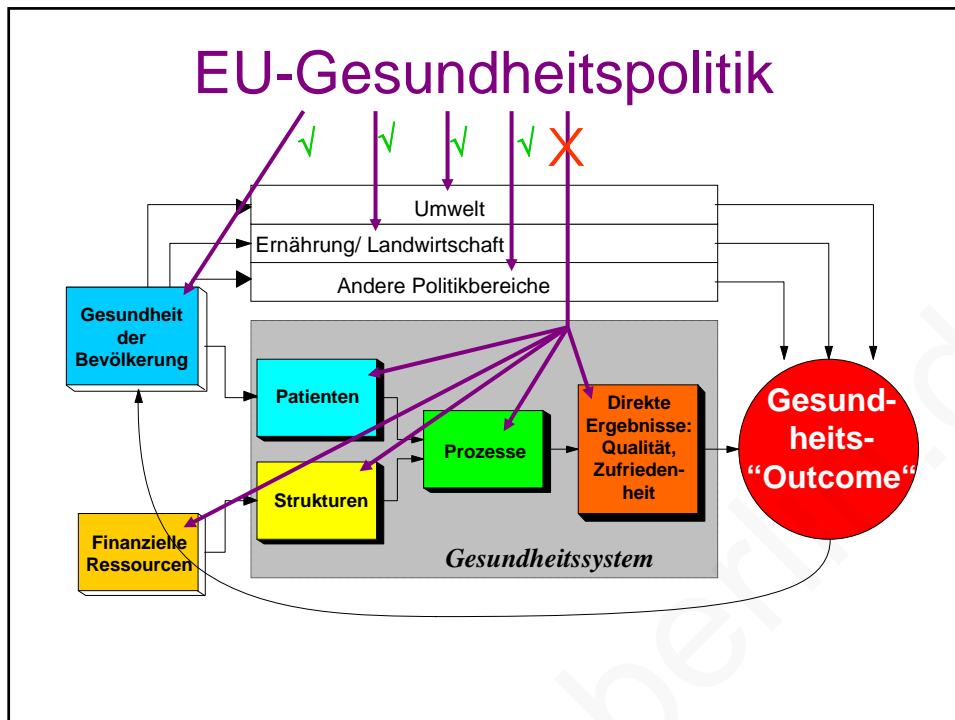 EU-Gesundheitspolitik
√ √ √ √ X
Umwelt
Ernährung/ Landwirtschaft
Andere Politikbereiche
Gesundheit
der
Bevölkerung
Patienten
Strukturen
Finanzielle
Ressourcen
Prozesse
Direkte
Ergebnisse:
Qualität,
Zufrieden-
heit
Gesundheitssystem
Gesund-
heits-
“Outcome“